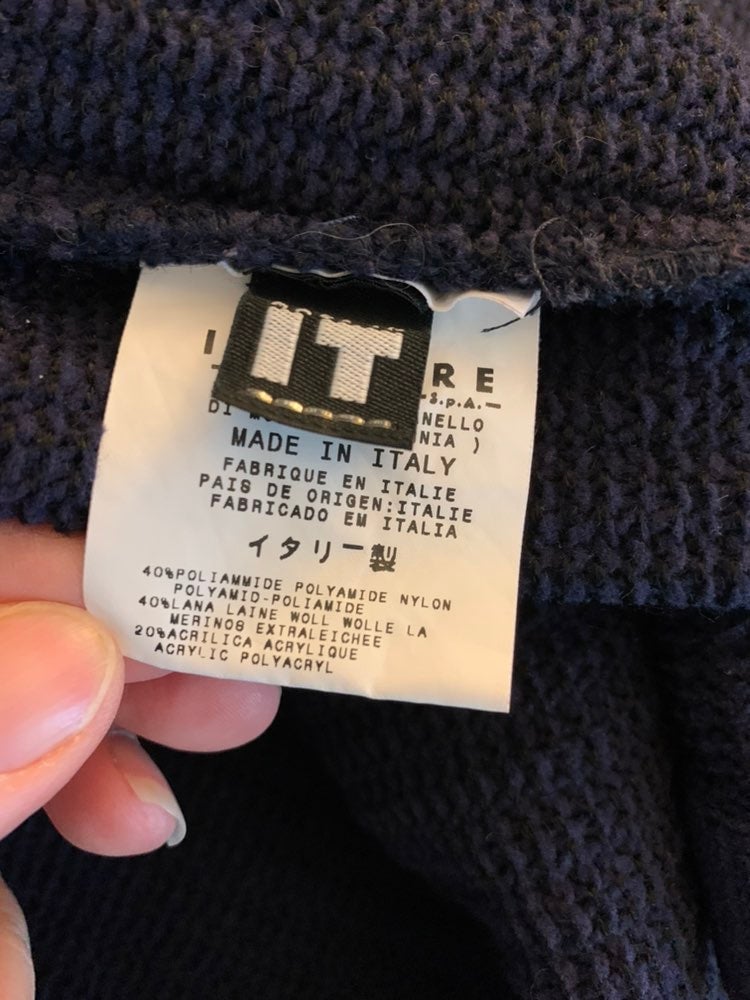 IT
RE
S.p.A.
NELLO
DI
NIA )
MADE IN ITALY
FABRIQUE EN ITALIE
PAIS DE ORIGEN:ITALIE
FABRICADO EM ITALIA
イタリー製
40%POLIAMMIDE POLYAMIDE NYLON
POLYAMID-POLIAMIDE
40%LANA LAINE WOLL WOLLE LA
MERINOS EXTRALEICHEE
20%ACRILICA ACRYLIQUE
ACRYLIC POLYACRYL